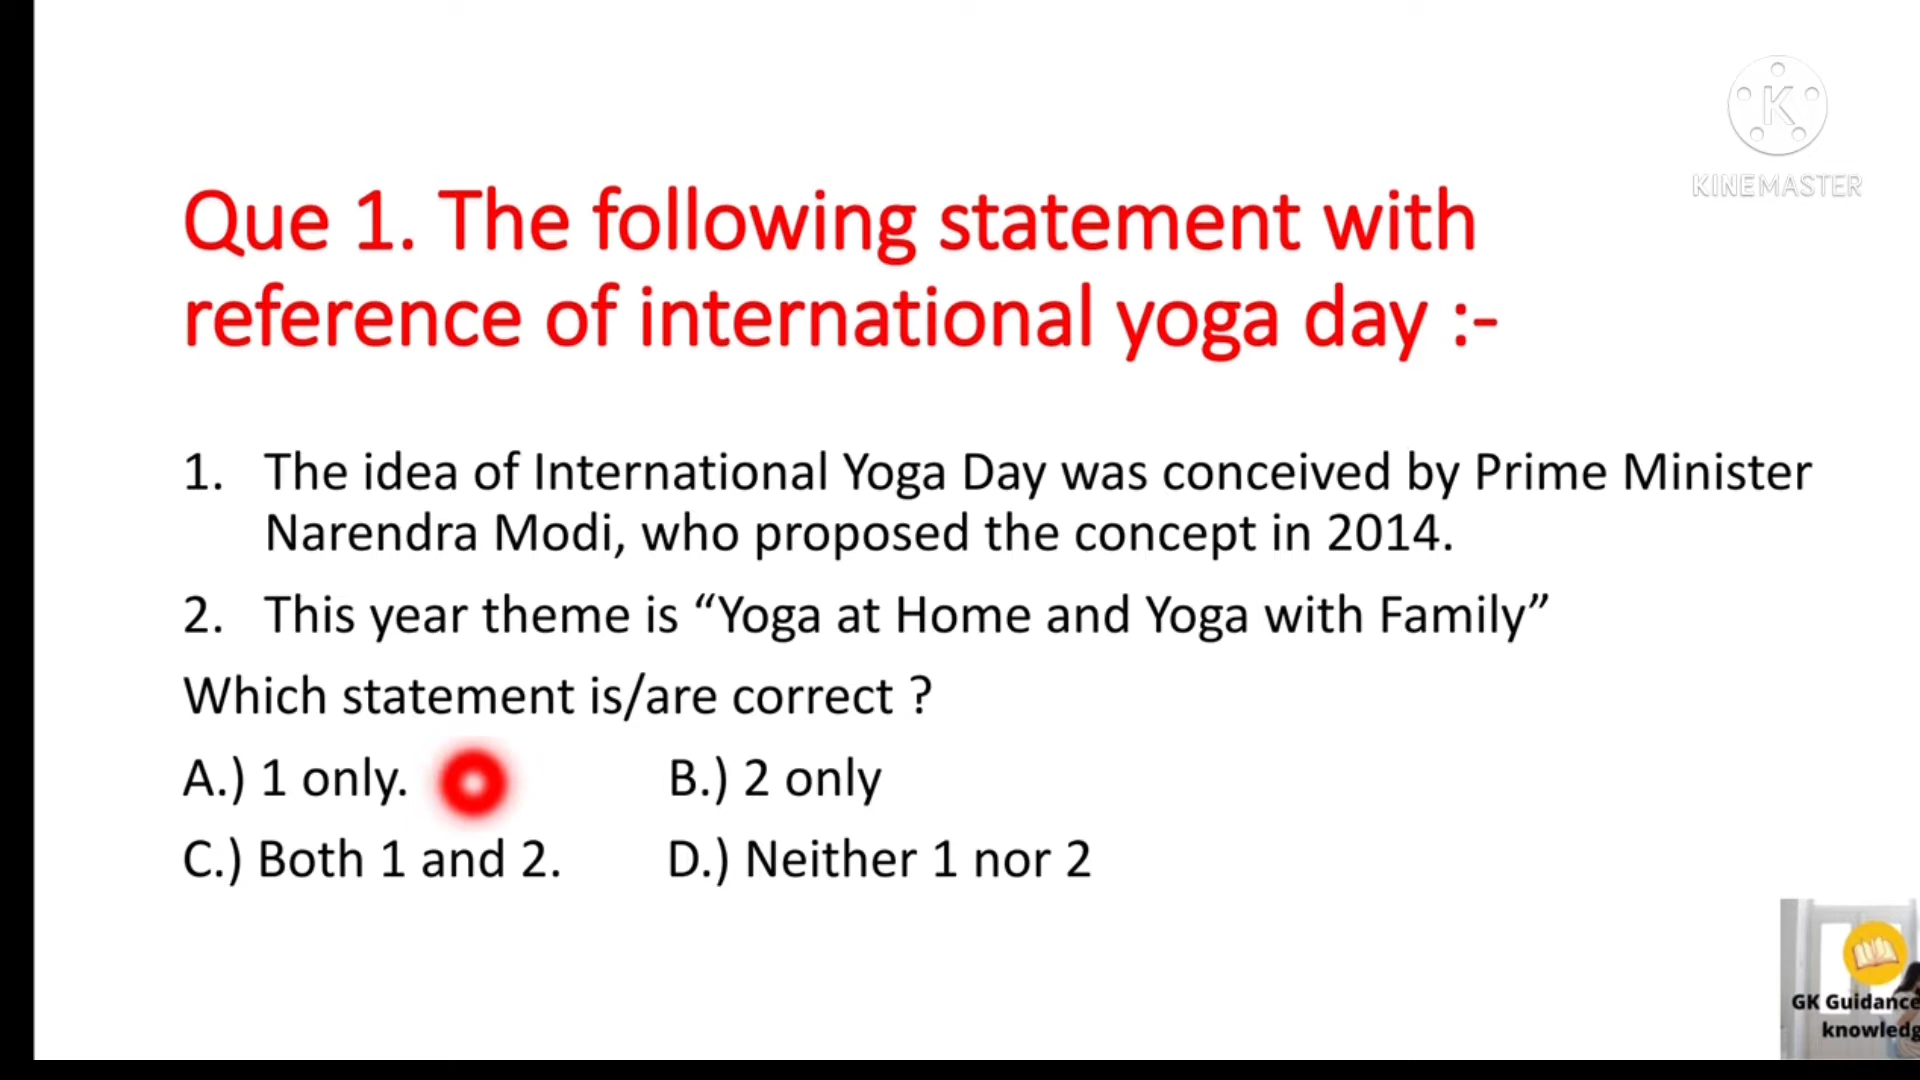 K
KINEMASTER
Que 1. The following statement with
reference of international yoga day :-
1. The idea of International Yoga Day was conceived by Prime Minister
Narendra Modi, who proposed the concept in 2014.
2. This year theme is “Yoga at Home and Yoga with Family”
Which statement is/are correct ?
A.) 1 only. B.) 2 only
C.) Both 1 and 2. D.) Neither 1 nor 2
GK Guidance